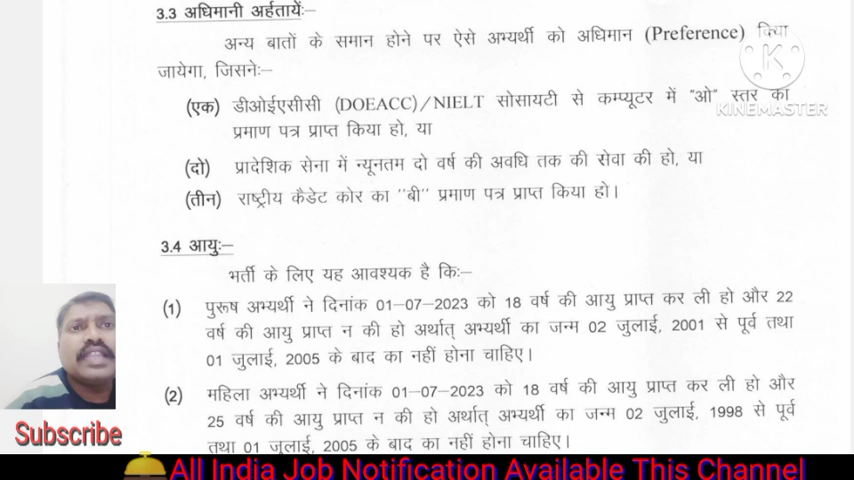 3.3 अधिमानी अर्हतायें:–
अन्य बातों के समान होने पर ऐसे अभ्यर्थी को अधिमान (Preference) किया
जायेगा, जिसने:–
(एक) डीओईएसीसी (DOEACC)/NIELT सोसायटी से कम्प्यूटर में "ओ" स्तर का
प्रमाण पत्र प्राप्त किया हो, या
(दो) प्रादेशिक सेना में न्यूनतम दो वर्ष की अवधि तक की सेवा की हो, या
(तीन) राष्ट्रीय कैडेट कोर का ''बी'' प्रमाण पत्र प्राप्त किया हो।
3.4 आयुः–
भर्ती के लिए यह आवश्यक है कि:–
(1) पुरूष अभ्यर्थी ने दिनांक 01–07–2023 को 18 वर्ष की आयु प्राप्त कर ली हो और 22
वर्ष की आयु प्राप्त न की हो अर्थात् अभ्यर्थी का जन्म 02 जुलाई, 2001 से पूर्व तथा
01 जुलाई, 2005 के बाद का नहीं होना चाहिए।
(2) महिला अभ्यर्थी ने दिनांक 01–07–2023 को 18 वर्ष की आयु प्राप्त कर ली हो और
25 वर्ष की आयु प्राप्त न की हो अर्थात् अभ्यर्थी का जन्म 02 जुलाई, 1998 से पूर्व
तथा 01 जुलाई, 2005 के बाद का नहीं होना चाहिए।
K
KINEMASTER
Subscribe
All India Job Notification Available This Channel